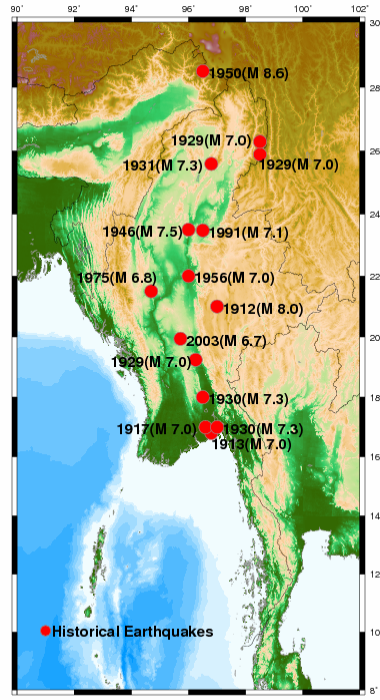 90˚ 92˚ 94˚ 96˚ 98˚ 100˚ 102˚
30˚
1950(M 8.6)
28˚
1929(M 7.0)
26˚
1931(M 7.3) 1929(M 7.0)
24˚
1946(M 7.5) 1991(M 7.1)
1975(M 6.8) 1956(M 7.0)
22˚
1912(M 8.0)
2003(M 6.7)
20˚
1929(M 7.0)
1930(M 7.3)
18˚
1917(M 7.0) 1930(M 7.3)
1913(M 7.0)
16˚
14˚
12˚
Historical Earthquakes
10˚
8˚